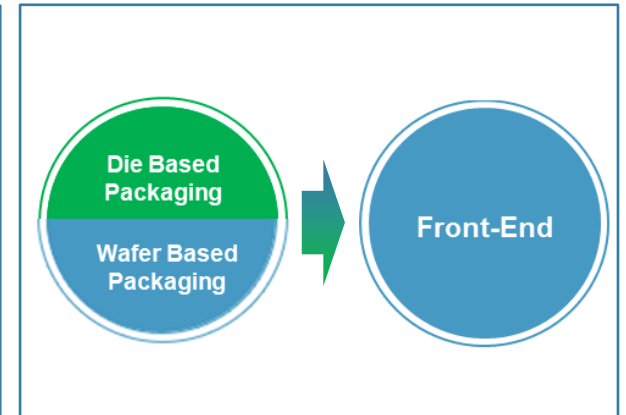 Die Based
Packaging
Wafer Based
Packaging
Front-End